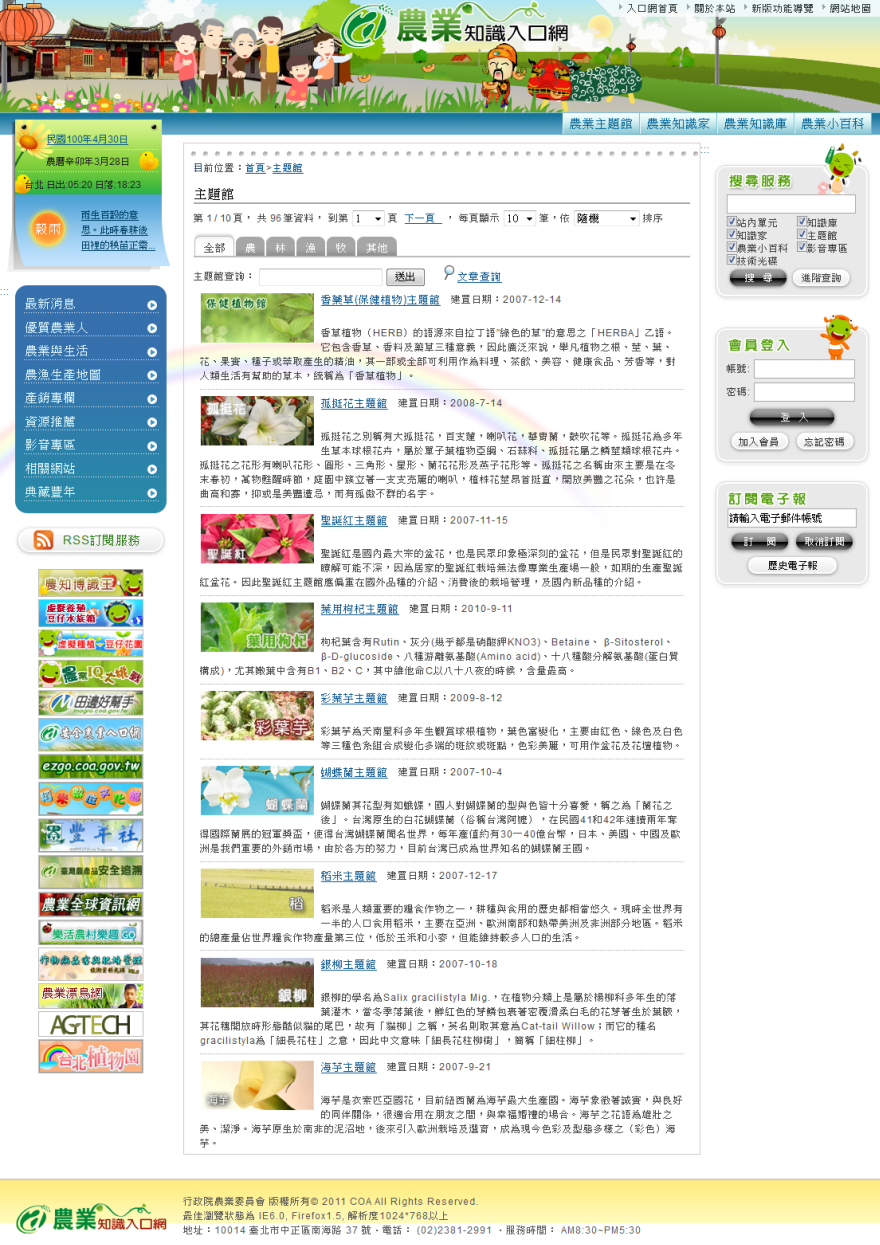 入口網首頁 關於本站 新版功能導覽 網站地圖
農業知識入口網
農業主題館 農業知識家 農業知識庫 農業小百科
民國100年4月30日
農曆辛卯年3月28日
台北 日出:05:20 日落:18:23
穀雨
雨生百穀的意
思。此時春耕後
田裡的秧苗正需...
最新消息
優質農業人
農業與生活
農漁生產地圖
產銷專欄
資源推薦
影音專區
相關網站
典藏豐年
RSS訂閱服務
農知博識王
虛擬養殖
豆仔水族箱
虛擬種植 豆仔花園
農家IQ大挑戰
田邊好幫手
安全農業入口網
ezgo.coa.gov.tw
豐年社
臺灣農產品安全追溯
農業全球資訊網
樂活農村樂趣GO
農業漂鳥網
AGTECH
台北植物園
目前位置：首頁>主題館
主題館
第 1/10頁， 共 96筆資料， 到第 1 頁 下一頁 ， 每頁顯示 10 筆，依 隨機 排序
全部 農 林 漁 牧 其他
主題館查詢： 送出 文章查詢
保健植物館
香藥草(保健植物)主題館 建置日期：2007-12-14
香草植物（HERB）的語源來自拉丁語"綠色的草"的意思之「HERBA」乙語。
它包含香草、香料及藥草三種意義，因此廣泛來說，舉凡植物之根、莖、葉、
花、果實、種子或萃取產生的精油，其一部或全部可利用作為料理、茶飲、美容、健康食品、芳香等，對
人類生活有幫助的草本，統稱為「香草植物」。
孤挺花
孤挺花主題館 建置日期：2008-7-14
孤挺花之別稱有大孤挺花，百支蓮，喇叭花，華胄蘭，鼓吹花等。孤挺花為多年
生草本球根花卉，屬於單子葉植物亞綱、石蒜科、孤挺花屬之鱗莖類球根花卉。
孤挺花之花形有喇叭花形、圓形、三角形、星形、蘭花花形及燕子花形等。孤挺花之名稱由來主要是在冬
末春初，萬物甦醒時節，庭園中鎮立著一支支亮麗的喇叭，植株花莖昂首挺直，開放美豔之花朵，也許是
曲高和寡，抑或是美豔遭忌，而有孤傲不群的名字。
聖誕紅
聖誕紅主題館 建置日期：2007-11-15
聖誕紅是國內最大宗的盆花，也是民眾印象極深刻的盆花，但是民眾對聖誕紅的
瞭解可能不深，因為居家的聖誕紅栽培無法像專業生產場一般，如期的生產聖誕
紅盆花。因此聖誕紅主題館應偏重在國外品種的介紹、消費後的栽培管理，及國內新品種的介紹。
葉用枸杞
葉用枸杞主題館 建置日期：2010-9-11
枸杞葉含有Rutin、灰分(幾乎都是硝酸鉀KNO3)、Betaine、 β-Sitosterol、
β-D-glucoside、八種游離氨基酸(Amino acid)、十八種酸分解氨基酸(蛋白質
構成)，尤其嫩葉中含有B1、B2、C，其中維他命C以八十八夜的時候，含量最高。
彩葉芋
彩葉芋主題館 建置日期：2009-8-12
彩葉芋為天南星科多年生觀賞球根植物，葉色富變化，主要由紅色、綠色及白色
等三種色系組合成變化多端的斑紋或斑點，色彩美麗，可用作盆花及花壇植物。
蝴蝶蘭
蝴蝶蘭主題館 建置日期：2007-10-4
蝴蝶蘭其花型有如蛾蝶，國人對蝴蝶蘭的型與色皆十分喜愛，稱之為「蘭花之
後」。台灣原生的白花蝴蝶蘭（俗稱台灣阿嬤），在民國41和42年連續兩年奪
得國際蘭展的冠軍獎盃，使得台灣蝴蝶蘭聞名世界，每年產值約有30一40億台幣，日本、美國、中國及歐
洲是我們重要的外銷市場，由於各方的努力，目前台灣已成為世界知名的蝴蝶蘭王國。
稻
稻米主題館 建置日期：2007-12-17
稻米是人類重要的糧食作物之一，耕種與食用的歷史都相當悠久。現時全世界有
一半的人口食用稻米，主要在亞洲、歐洲南部和熱帶美洲及非洲部分地區。稻米
的總產量佔世界糧食作物產量第三位，低於玉米和小麥，但能維持較多人口的生活。
銀柳
銀柳主題館 建置日期：2007-10-18
銀柳的學名為Salix gracilistyla Mig.，在植物分類上是屬於楊柳科多年生的落
葉灌木，當冬季落葉後，鮮紅色的芽鱗包裹著密覆滑柔白毛的花芽著生於葉腋，
其花穗開放時形態酷似貓的尾巴，故有「貓柳」之稱，英名則取其意為Cat-tail Willow；而它的種名
gracilistyla為「細長花柱」之意，因此中文意味「細長花柱柳樹」，簡稱「細柱柳」。
海芋
海芋主題館 建置日期：2007-9-21
海芋是衣索匹亞國花，目前紐西蘭為海芋最大生產國。海芋象徵著誠實，與良好
的同伴關係，很適合用在朋友之間，與幸福婚禮的場合。海芋之花語為雄壯之
美、潔淨。海芋原生於南非的泥沼地，後來引入歐洲栽培及選育，成為現今色彩及型態多樣之（彩色）海
芋。
搜尋服務
站內單元 知識庫
知識家 主題館
農業小百科 影音專區
技術光碟
搜 尋 進階查詢
會員登入
帳號:
密碼:
登 入
加入會員 忘記密碼
訂閱電子報
請輸入電子郵件帳號
訂 閱 取消訂閱
歷史電子報
農業知識入口網
行政院農業委員會 版權所有© 2011 COA All Rights Reserved.
最佳瀏覽狀態為 IE6.0, Firefox1.5, 解析度1024*768以上
地址：10014 臺北市中正區南海路 37 號‧電話： (02)2381-2991 ‧服務時間： AM8:30~PM5:30